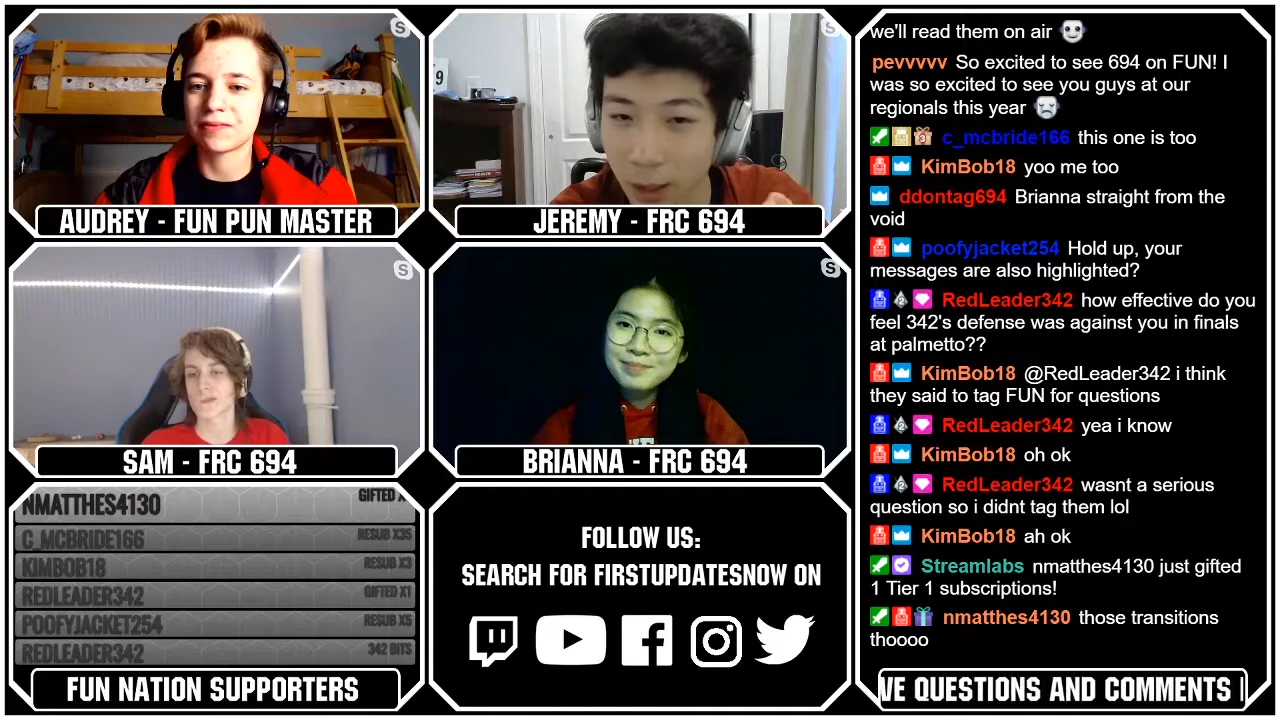 AUDREY - FUN PUN MASTER
JEREMY - FRC 694
9
SAM - FRC 694
BRIANNA - FRC 694
NMATTHES4130 GIFTED
C_MCBRIDE166 RESUB X35
KIMBOB18 RESUB X3
REDLEADER342 GIFTED X1
POOFYJACKET254 RESUB X5
REDLEADER342 342 BITS
FUN NATION SUPPORTERS
FOLLOW US:
SEARCH FOR FIRSTUPDATESNOW ON
we'll read them on air
pevvvvv So excited to see 694 on FUN! I
was so excited to see you guys at our
regionals this year
c_mcbride166 this one is too
KimBob18 yoo me too
ddontag694 Brianna straight from the
void
poofyjacket254 Hold up, your
messages are also highlighted?
RedLeader342 how effective do you
feel 342's defense was against you in finals
at palmetto??
KimBob18 @RedLeader342 i think
they said to tag FUN for questions
RedLeader342 yea i know
KimBob18 oh ok
RedLeader342 wasnt a serious
question so i didnt tag them lol
KimBob18 ah ok
Streamlabs nmatthes4130 just gifted
1 Tier 1 subscriptions!
nmatthes4130 those transitions
thoooo
VE QUESTIONS AND COMMENTS